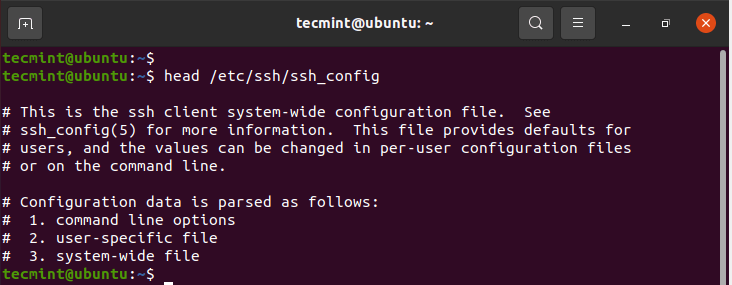 tecmint@ubuntu: ~
tecmint@ubuntu:~$
tecmint@ubuntu:~$ head /etc/ssh/ssh_config
# This is the ssh client system-wide configuration file.  See
# ssh_config(5) for more information.  This file provides defaults for
# users, and the values can be changed in per-user configuration files
# or on the command line.
# Configuration data is parsed as follows:
#  1. command line options
#  2. user-specific file
#  3. system-wide file
tecmint@ubuntu:~$